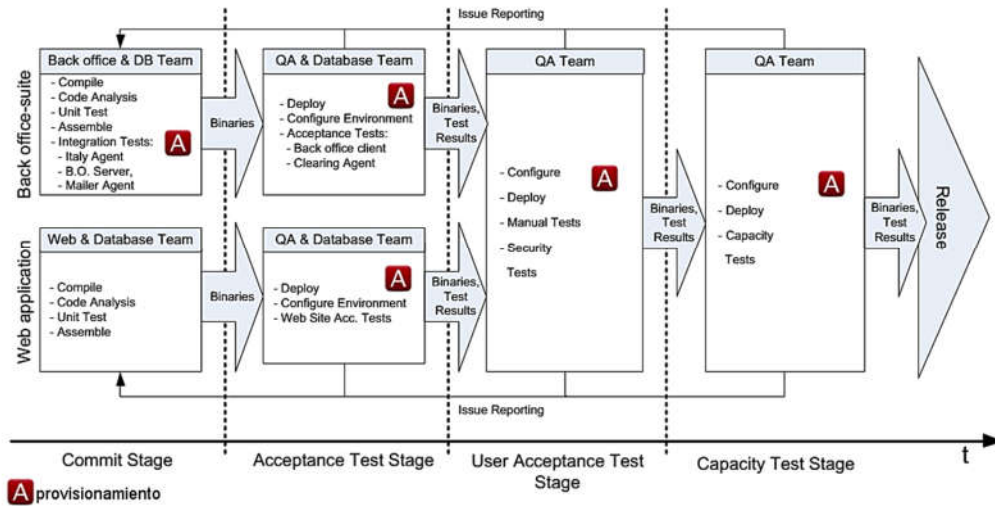 Issue Reporting
Back office-suite
Back office & DB Team
- Compile
- Code Analysis
- Unit Test
- Assemble
- Integration Tests:
- Italy Agent
- B.O. Server,
- Mailer Agent
A
Binaries
QA & Database Team
- Deploy
- Configure Environment
- Acceptance Tests:
- Back office client
- Clearing Agent
A
Binaries,
Test
Results
QA Team
- Configure
- Deploy
- Manual Tests
- Security
Tests
A
Binaries,
Test
Results
QA Team
- Configure
- Deploy
- Capacity
Tests
A
Binaries,
Test
Results
Release
Web application
Web & Database Team
- Compile
- Code Analysis
- Unit Test
- Assemble
Binaries
QA & Database Team
- Deploy
- Configure Environment
- Web Site Acc. Tests
A
Binaries,
Test
Results
Issue Reporting
Commit Stage
Acceptance Test Stage
User Acceptance Test
Stage
Capacity Test Stage
t
A provisionamiento